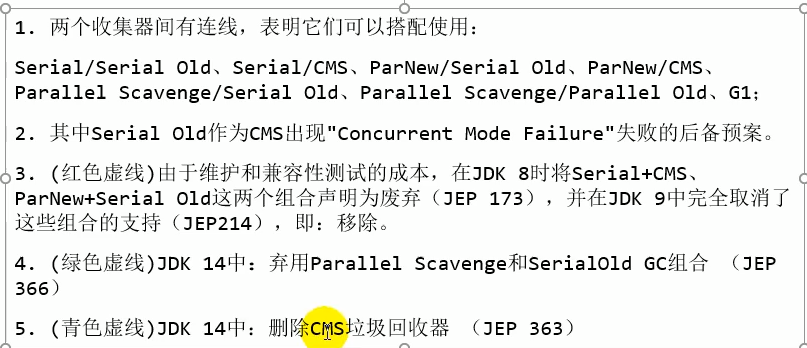 1. 两个收集器间有连线，表明它们可以搭配使用：
Serial/Serial Old、Serial/CMS、ParNew/Serial Old、ParNew/CMS、
Parallel Scavenge/Serial Old、Parallel Scavenge/Parallel Old、G1；
2. 其中Serial Old作为CMS出现"Concurrent Mode Failure"失败的后备预案。
3. (红色虚线)由于维护和兼容性测试的成本，在JDK 8时将Serial+CMS、
ParNew+Serial Old这两个组合声明为废弃（JEP 173），并在JDK 9中完全取消了
这些组合的支持（JEP214），即：移除。
4. (绿色虚线)JDK 14中：弃用Parallel Scavenge和SerialOld GC组合 （JEP
366）
5. (青色虚线)JDK 14中：删除CMS垃圾回收器 （JEP 363）